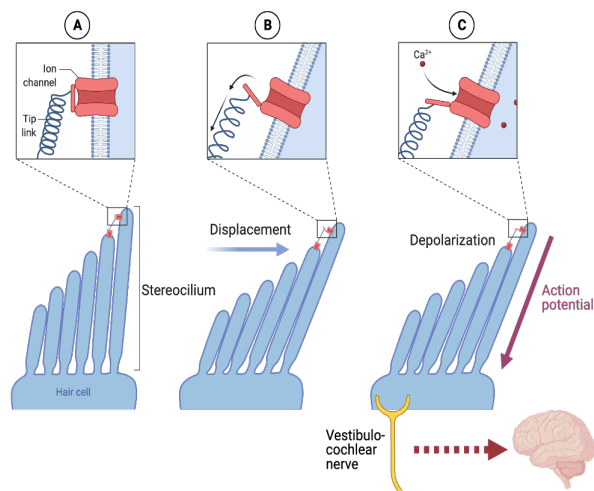 A
B
C
Ion
channel
Tip
link
Ca²⁺
Displacement
Stereocilium
Depolarization
Action
potential
Hair cell
Vestibulo-
cochlear
nerve